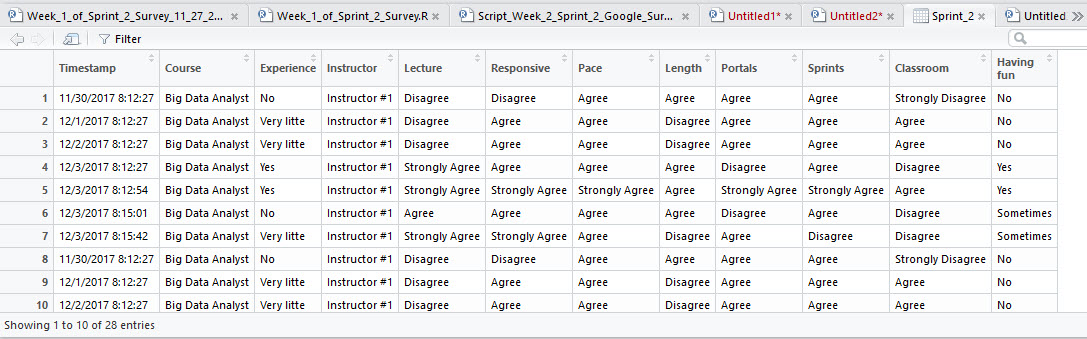 Week_1_of_Sprint_2_Survey_11_27_2... Week_1_of_Sprint_2_Survey.R Script_Week_2_Sprint_2_Google_Sur... Untitled1* Untitled2* Sprint_2 Untitled
Filter
Timestamp Course Experience Instructor Lecture Responsive Pace Length Portals Sprints Classroom Having fun
1 11/30/2017 8:12:27 Big Data Analyst No Instructor #1 Disagree Disagree Agree Agree Agree Agree Strongly Disagree No
2 12/1/2017 8:12:27 Big Data Analyst Very litte Instructor #1 Disagree Agree Agree Disagree Agree Agree Agree No
3 12/2/2017 8:12:27 Big Data Analyst Very litte Instructor #1 Disagree Agree Agree Disagree Agree Agree Agree No
4 12/3/2017 8:12:27 Big Data Analyst Yes Instructor #1 Strongly Agree Agree Agree Agree Disagree Agree Disagree Yes
5 12/3/2017 8:12:54 Big Data Analyst Yes Instructor #1 Strongly Agree Strongly Agree Strongly Agree Agree Strongly Agree Strongly Agree Agree Yes
6 12/3/2017 8:15:01 Big Data Analyst No Instructor #1 Agree Agree Agree Agree Disagree Agree Disagree Sometimes
7 12/3/2017 8:15:42 Big Data Analyst Very litte Instructor #1 Strongly Agree Strongly Agree Agree Disagree Agree Disagree Disagree Sometimes
8 11/30/2017 8:12:27 Big Data Analyst No Instructor #1 Disagree Disagree Agree Agree Agree Agree Strongly Disagree No
9 12/1/2017 8:12:27 Big Data Analyst Very litte Instructor #1 Disagree Agree Agree Disagree Agree Agree Agree No
10 12/2/2017 8:12:27 Big Data Analyst Very litte Instructor #1 Disagree Agree Agree Disagree Agree Agree Agree No
Showing 1 to 10 of 28 entries